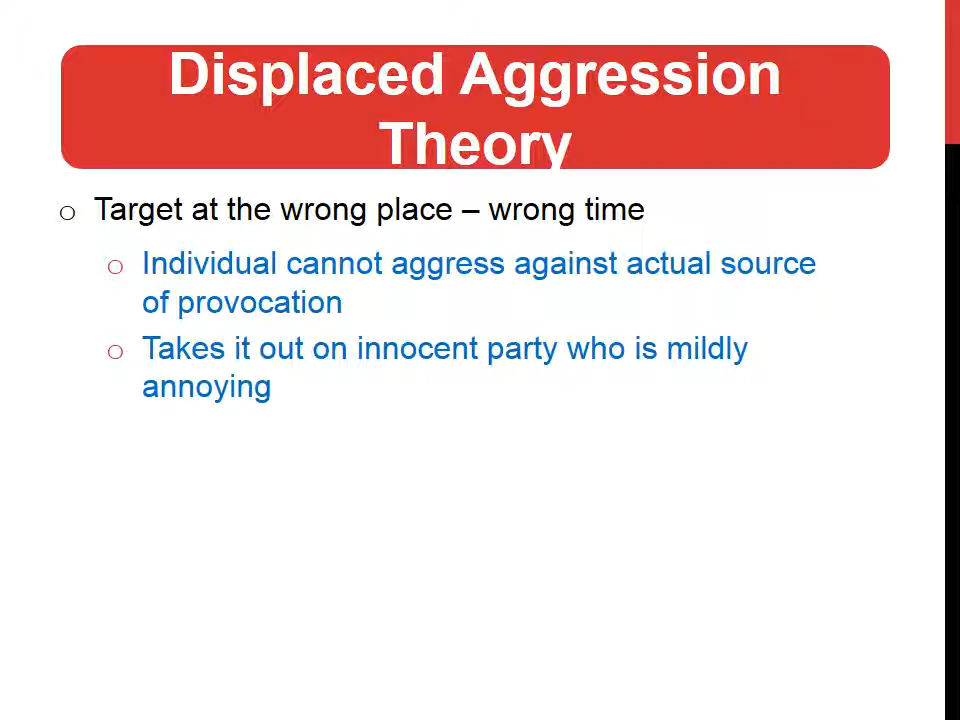 Displaced Aggression
Theory
o Target at the wrong place – wrong time
o Individual cannot aggress against actual source
of provocation
o Takes it out on innocent party who is mildly
annoying